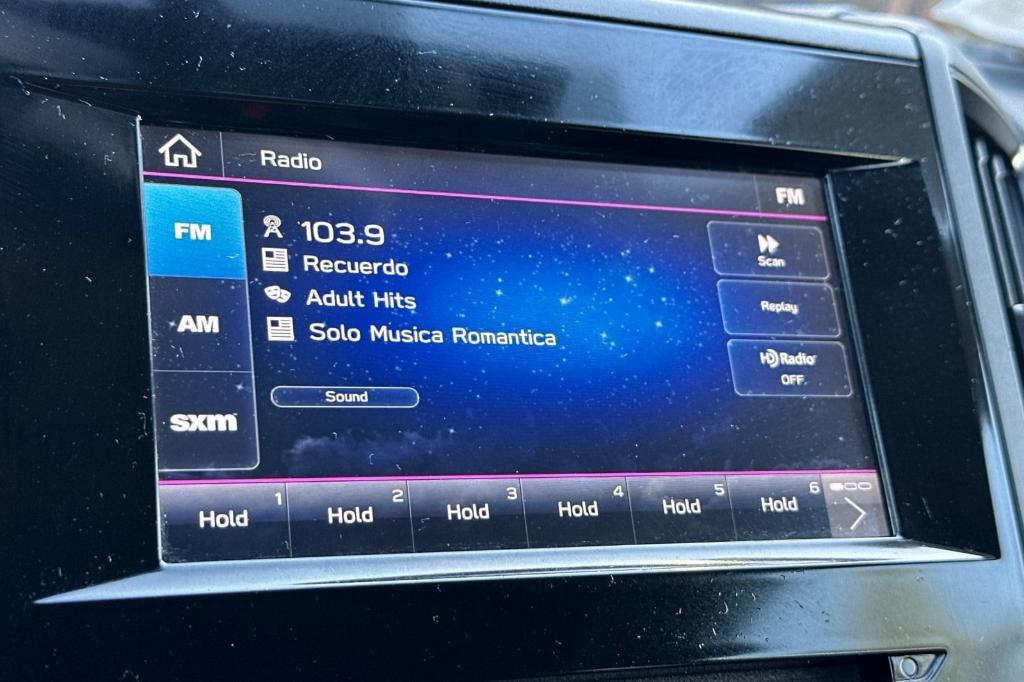 Radio
FM
FM
AM
sxm
103.9
Recuerdo
Adult Hits
Solo Musica Romantica
Sound
Scan
Replay
HD Radio
OFF
1
Hold
2
Hold
3
Hold
4
Hold
5
Hold
6
Hold